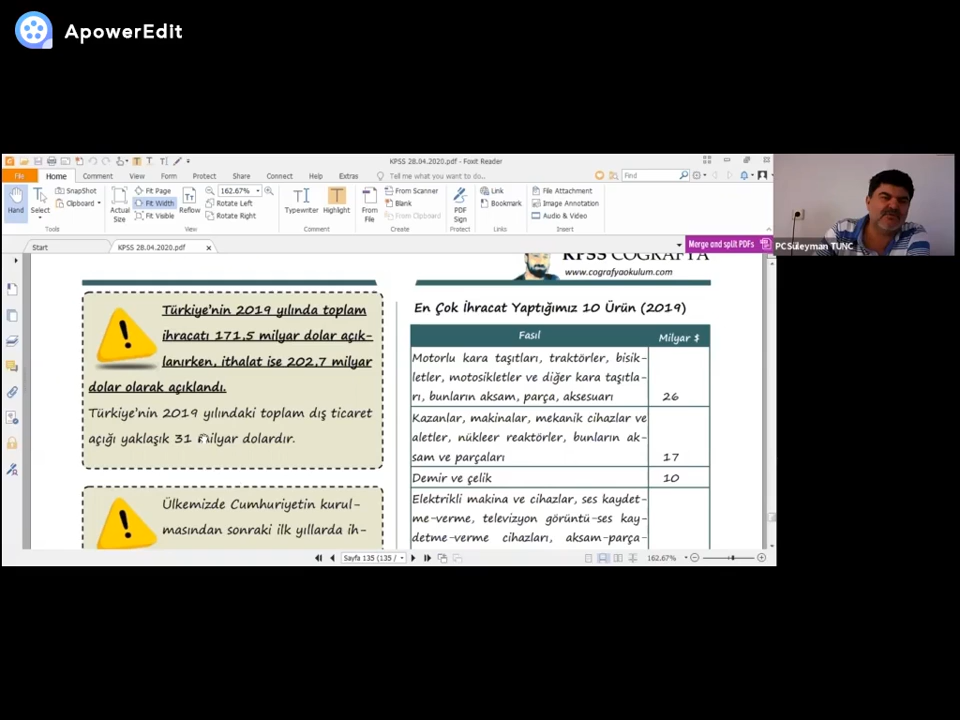 ApowerEdit
KPSS 28.04.2020.pdf - Foxit Reader
File Home Comment View Form Protect Share Connect Help Extras Tell me what you want to do.. Find
Hand
Select
SnapShot
Clipboard
Tools
Actual Size
Fit Page
Fit Width
Fit Visible
Reflow
162.67%
Rotate Left
Rotate Right
View
Typewriter
Highlight
Comment
From File
From Scanner
Blank
From Clipboard
Create
PDF Sign
Protect
Link
Bookmark
Links
File Attachment
Image Annotation
Audio & Video
Insert
Start
KPSS 28.04.2020.pdf
Merge and split PDFs
PCSüleyman TUNC
KPSS COĞRAFYA
www.cografyaokulum.com
Türkiye'nin 2019 yılında toplam
ihracatı 171,5 milyar dolar açık-
lanırken, ithalat ise 202,7 milyar
dolar olarak açıklandı.
Türkiye'nin 2019 yılındaki toplam dış ticaret
açığı yaklaşık 31 milyar dolardır.
Ülkemizde Cumhuriyetin kurul-
masından sonraki ilk yıllarda ih-
En Çok İhracat Yaptığımız 10 Ürün (2019)
Fasıl Milyar $
Motorlu kara taşıtları, traktörler, bisik-
letler, motosikletler ve diğer kara taşıtla-
rı, bunların aksam, parça, aksesuarı 26
Kazanlar, makinalar, mekanik cihazlar ve
aletler, nükleer reaktörler, bunların ak-
sam ve parçaları 17
Demir ve çelik 10
Elektrikli makina ve cihazlar, ses kaydet-
me-verme, televizyon görüntü-ses kay-
detme-verme cihazları, aksam-parça-
Sayfa 135 (135 /
162.67%